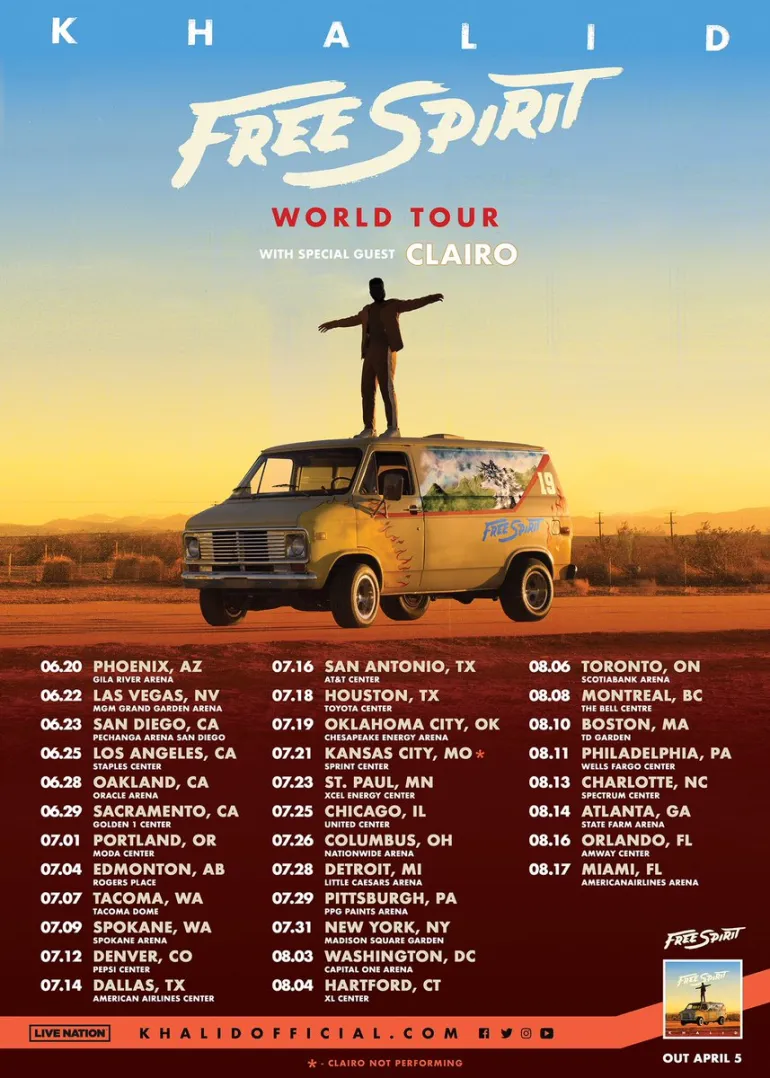 KHALID
FREE SPIRIT
WORLD TOUR
WITH SPECIAL GUEST CLAIRO
19
FREE SPIRIT
06.20 PHOENIX, AZ
GILA RIVER ARENA
06.22 LAS VEGAS, NV
MGM GRAND GARDEN ARENA
06.23 SAN DIEGO, CA
PECHANGA ARENA SAN DIEGO
06.25 LOS ANGELES, CA
STAPLES CENTER
06.28 OAKLAND, CA
ORACLE ARENA
06.29 SACRAMENTO, CA
GOLDEN 1 CENTER
07.01 PORTLAND, OR
MODA CENTER
07.04 EDMONTON, AB
ROGERS PLACE
07.07 TACOMA, WA
TACOMA DOME
07.09 SPOKANE, WA
SPOKANE ARENA
07.12 DENVER, CO
PEPSI CENTER
07.14 DALLAS, TX
AMERICAN AIRLINES CENTER
07.16 SAN ANTONIO, TX
AT&T CENTER
07.18 HOUSTON, TX
TOYOTA CENTER
07.19 OKLAHOMA CITY, OK
CHESAPEAKE ENERGY ARENA
07.21 KANSAS CITY, MO*
SPRINT CENTER
07.23 ST. PAUL, MN
XCEL ENERGY CENTER
07.25 CHICAGO, IL
UNITED CENTER
07.26 COLUMBUS, OH
NATIONWIDE ARENA
07.28 DETROIT, MI
LITTLE CAESARS ARENA
07.29 PITTSBURGH, PA
PPG PAINTS ARENA
07.31 NEW YORK, NY
MADISON SQUARE GARDEN
08.03 WASHINGTON, DC
CAPITAL ONE ARENA
08.04 HARTFORD, CT
XL CENTER
08.06 TORONTO, ON
SCOTIABANK ARENA
08.08 MONTREAL, BC
THE BELL CENTRE
08.10 BOSTON, MA
TD GARDEN
08.11 PHILADELPHIA, PA
WELLS FARGO CENTER
08.13 CHARLOTTE, NC
SPECTRUM CENTER
08.14 ATLANTA, GA
STATE FARM ARENA
08.16 ORLANDO, FL
AMWAY CENTER
08.17 MIAMI, FL
AMERICANAIRLINES ARENA
FREE SPIRIT
FREE SPIRIT
KHALID
OUT APRIL 5
LIVE NATION
KHALIDOFFICIAL.COM
* - CLAIRO NOT PERFORMING